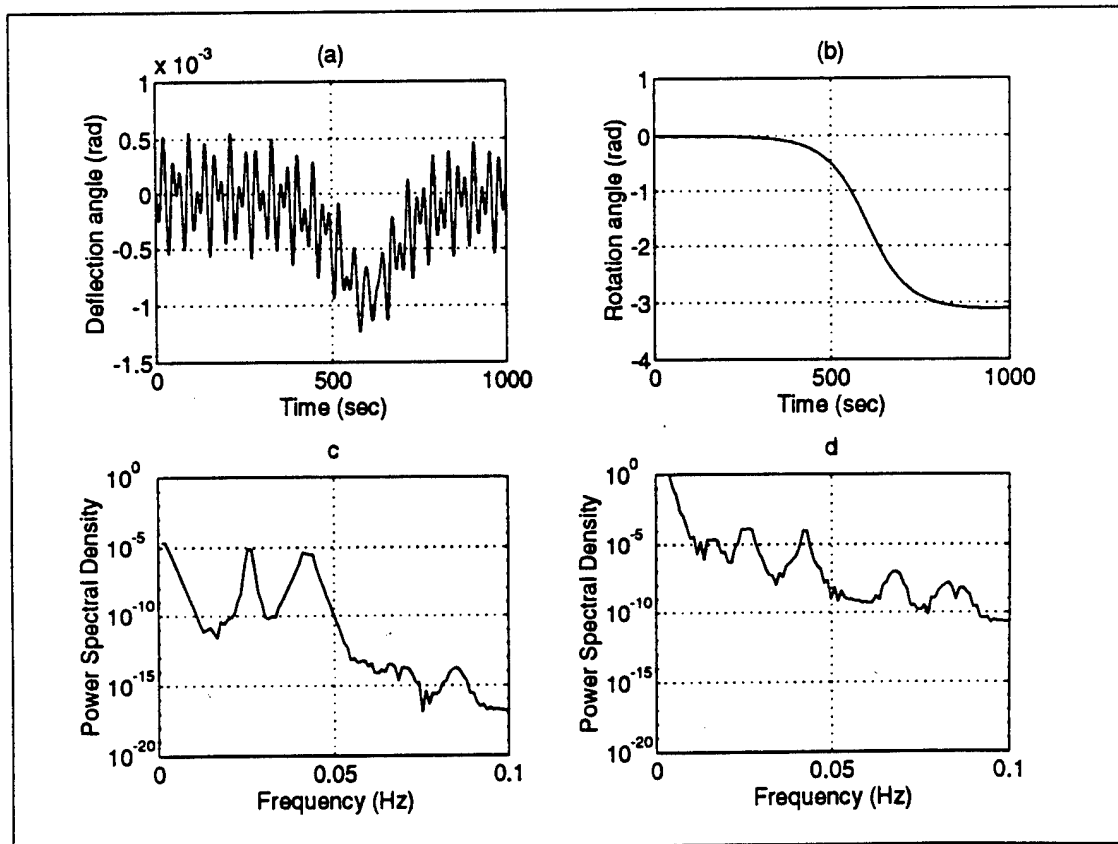 (a)
x 10^-3
1
0.5
0
-0.5
-1
-1.5
Deflection angle (rad)
0
500
1000
Time (sec)
(b)
1
0
-1
-2
-3
-4
Rotation angle (rad)
0
500
1000
Time (sec)
c
10^0
10^-5
10^-10
10^-15
10^-20
Power Spectral Density
0
0.05
0.1
Frequency (Hz)
d
10^0
10^-5
10^-10
10^-15
10^-20
Power Spectral Density
0
0.05
0.1
Frequency (Hz)